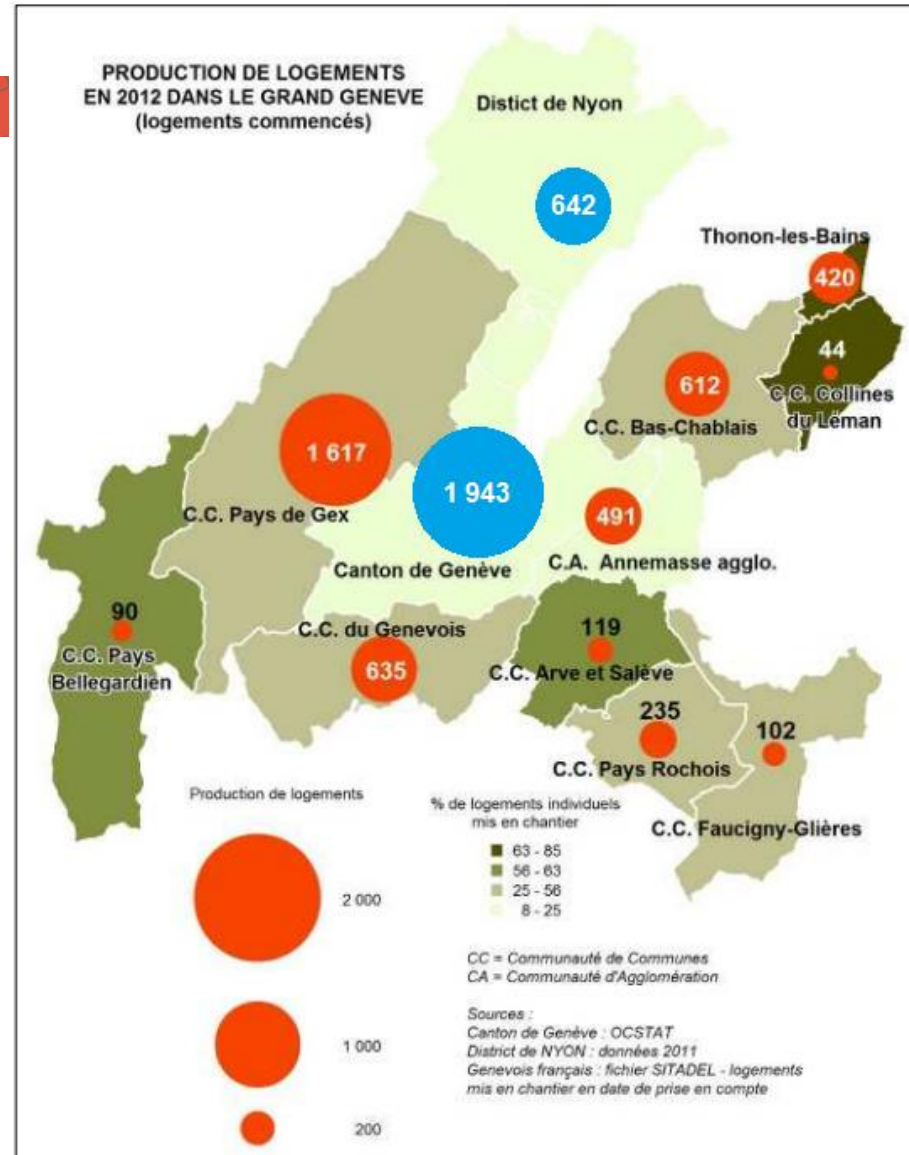 PRODUCTION DE LOGEMENTS
EN 2012 DANS LE GRAND GENEVE
(logements commencés)
Distict de Nyon
642
Thonon-les-Bains
420
44
C.C. Collines
du Léman
612
C.C. Bas-Chablais
1 617
C.C. Pays de Gex
1 943
Canton de Genève
491
C.A. Annemasse agglo.
90
C.C. Pays
Bellegardien
C.C. du Genevois
635
119
C.C. Arve et Salève
235
C.C. Pays Rochois
102
C.C. Faucigny-Glières
Production de logements
2 000
1 000
200
% de logements individuels
mis en chantier
63 - 85
56 - 63
25 - 56
8 - 25
CC = Communauté de Communes
CA = Communauté d'Agglomération
Sources :
Canton de Genève : OCSTAT
District de NYON : données 2011
Genevois français : fichier SITADEL - logements
mis en chantier en date de prise en compte